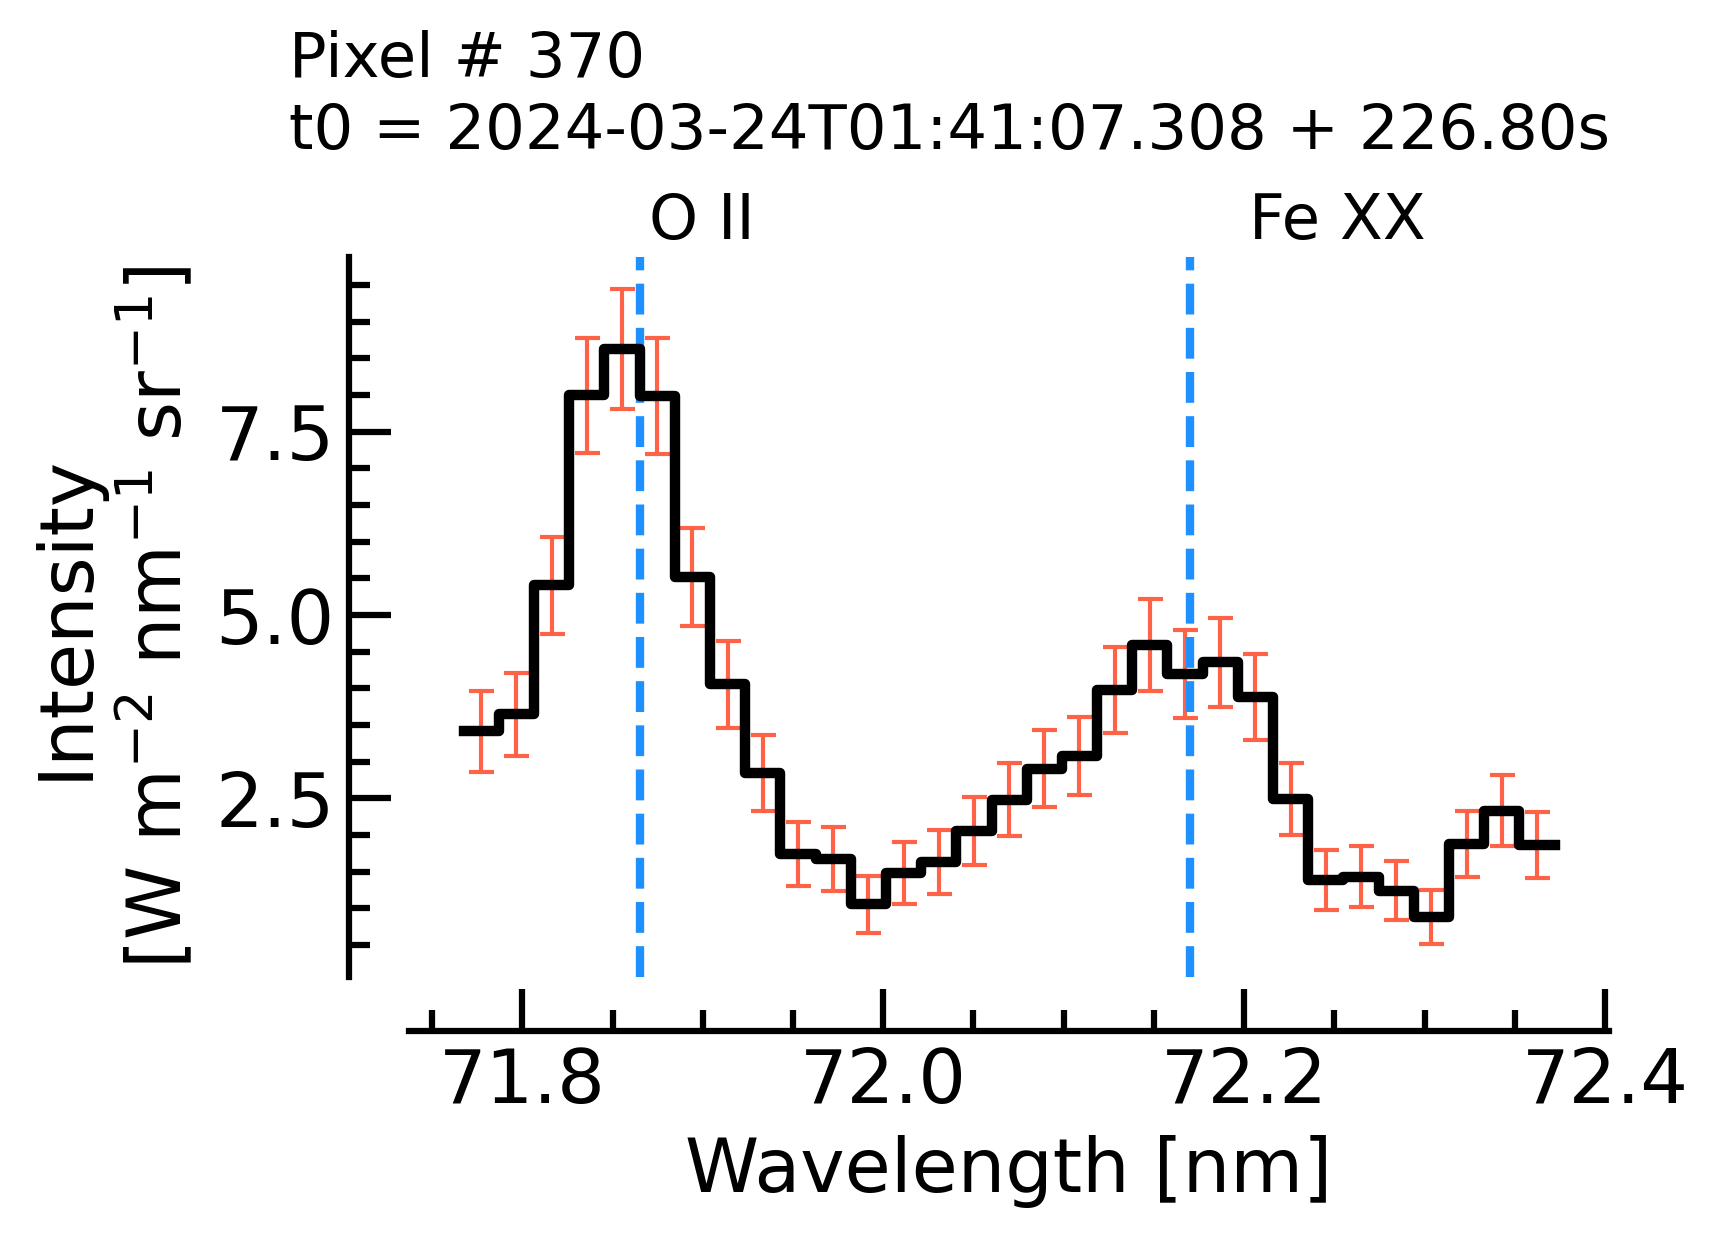 Pixel # 370
t0 = 2024-03-24T01:41:07.308 + 226.80s
O II
Fe XX
Intensity
[W m⁻² nm⁻¹ sr⁻¹]
7.5
5.0
2.5
71.8
72.0
72.2
72.4
Wavelength [nm]